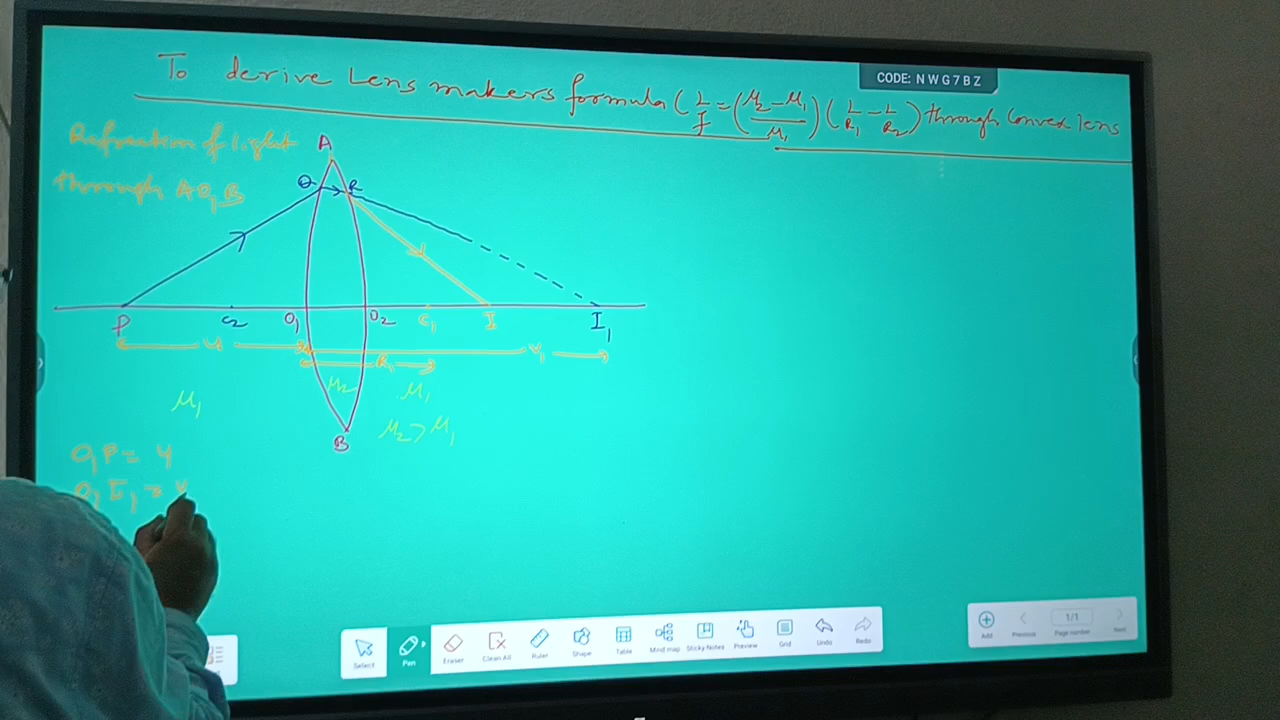 CODE: N W G 7 B Z
To derive Lens makers formula (1/f = (μ2-μ1/μ1) (1/R1 - 1/R2) through Convex lens
Refraction of light
through AO1B
A
Q R
P C2 O1 O2 C1 I I1
u v1
R1
μ2 μ1
μ1
μ2 > μ1
B
O1P = u
O1I1 =
Select Pen Eraser Clean All Ruler Shape Table Mind map Sticky Notes Preview Grid Undo Redo
Add Previous 1/1 Page number Next